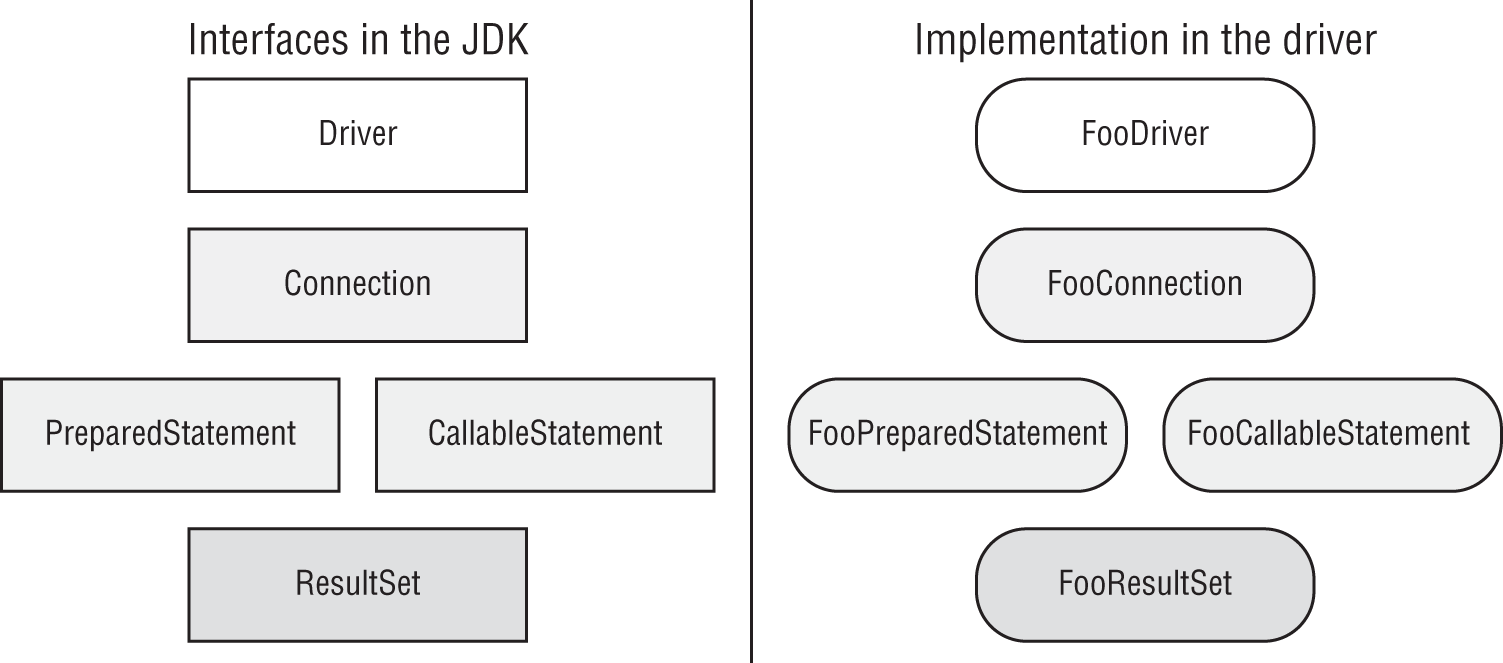 Interfaces in the JDK
Driver
Connection
PreparedStatement
CallableStatement
ResultSet
Implementation in the driver
FooDriver
FooConnection
FooPreparedStatement
FooCallableStatement
FooResultSet